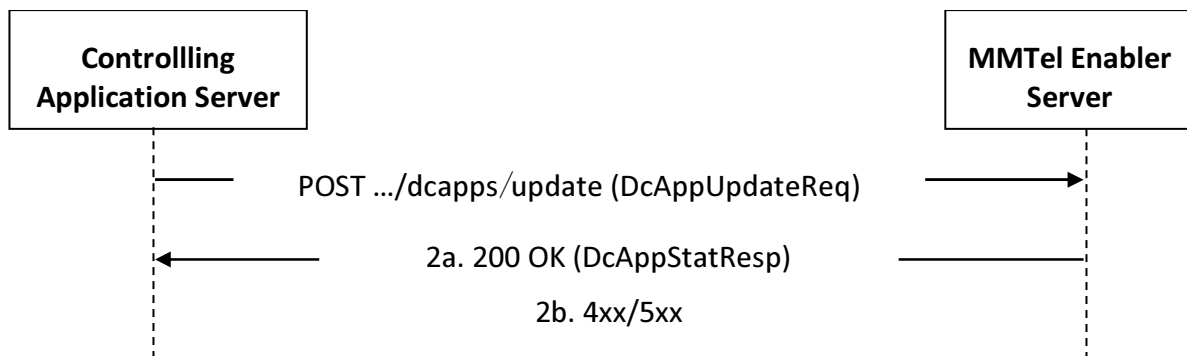 Controllling
Application Server
MMTel Enabler
Server
POST …/dcapps/update (DcAppUpdateReq)
2a. 200 OK (DcAppStatResp)
2b. 4xx/5xx